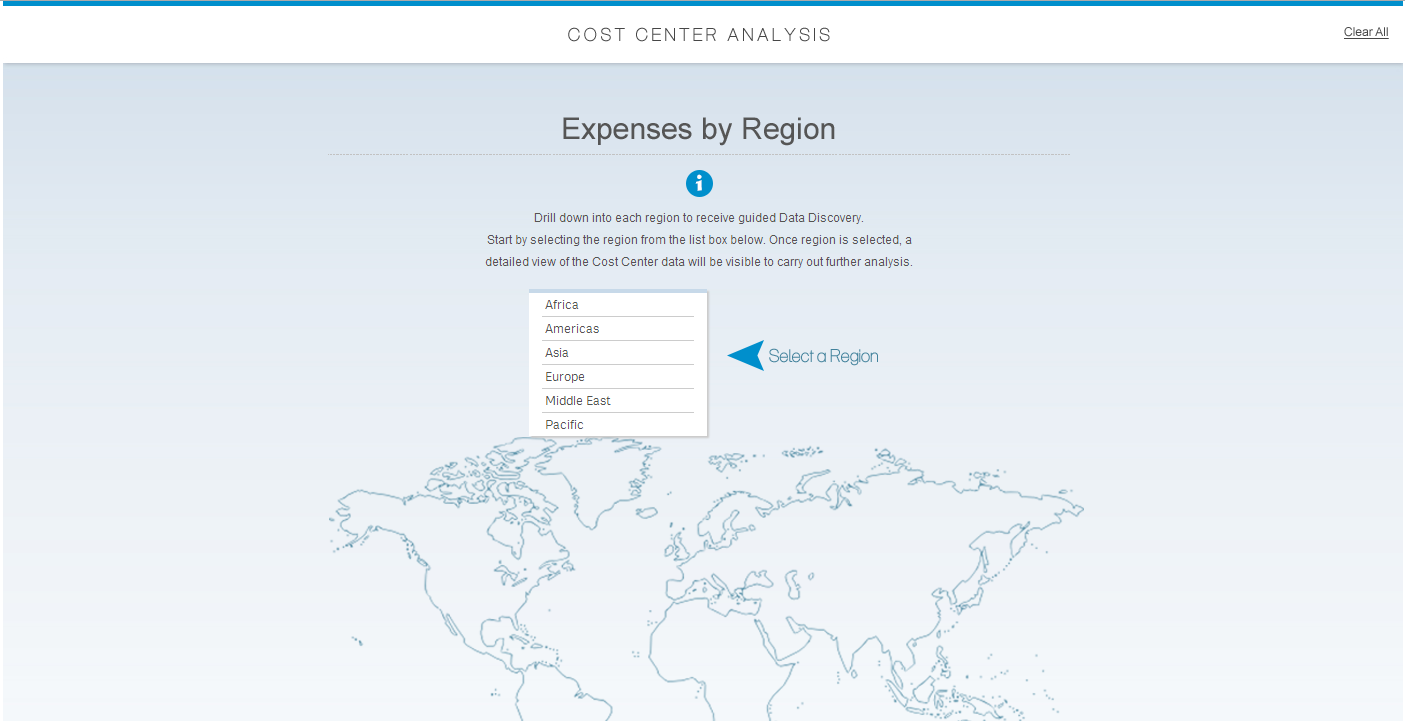 COST CENTER ANALYSIS
Clear All
Expenses by Region
Drill down into each region to receive guided Data Discovery.
Start by selecting the region from the list box below. Once region is selected, a
detailed view of the Cost Center data will be visible to carry out further analysis.
Africa
Americas
Asia
Europe
Middle East
Pacific
Select a Region